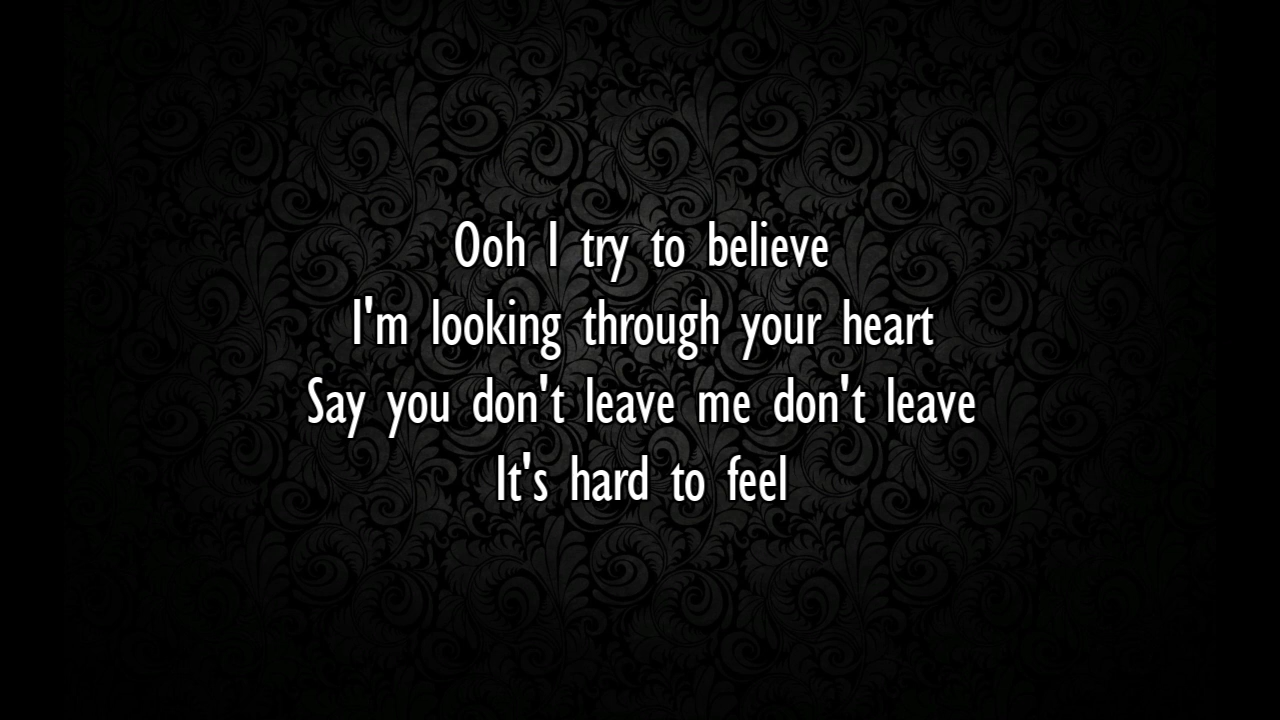 Ooh I try to believe
I'm looking through your heart
Say you don't leave me don't leave
It's hard to feel